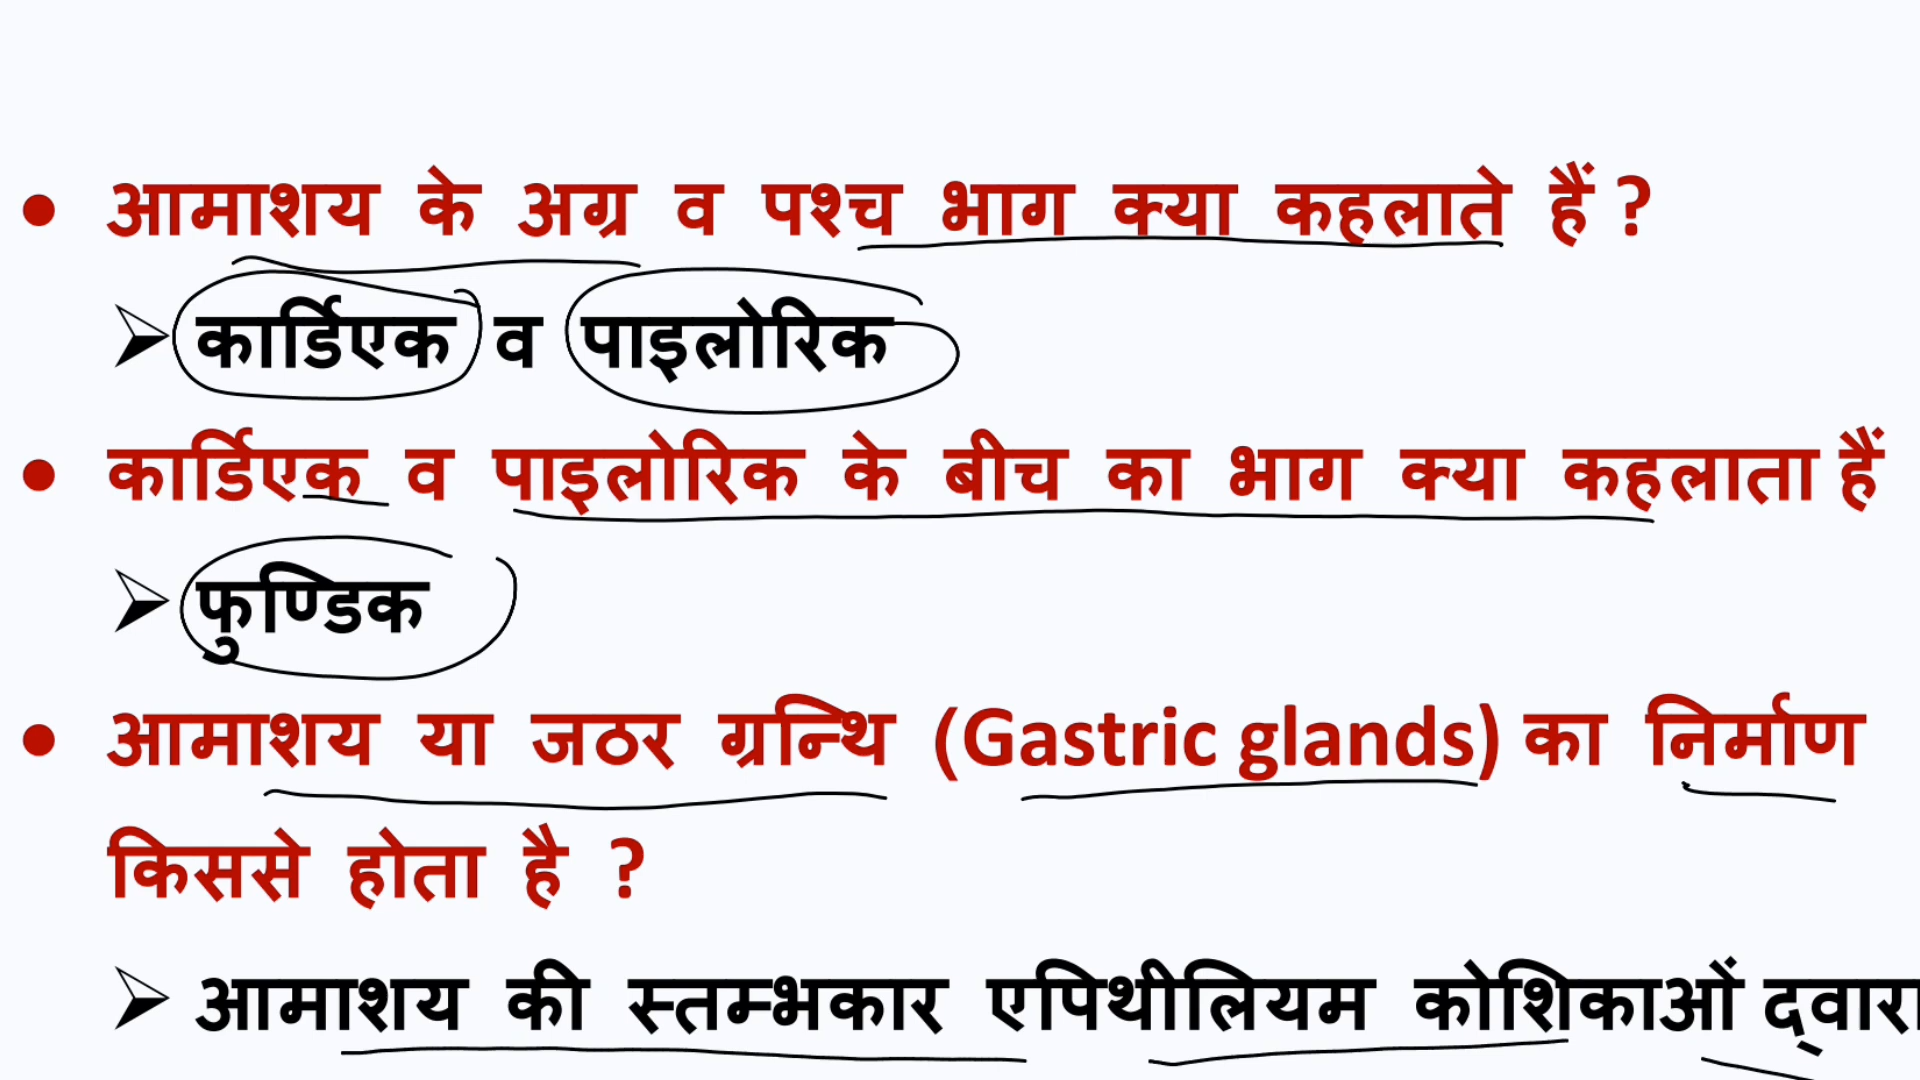 • आमाशय के अग्र व पश्च भाग क्या कहलाते हैं ?
➢ कार्डिएक व पाइलोरिक
• कार्डिएक व पाइलोरिक के बीच का भाग क्या कहलाता हैं
➢ फुण्डिक
• आमाशय या जठर ग्रन्थि (Gastric glands) का निर्माण
किससे होता है ?
➢ आमाशय की स्तम्भकार एपिथीलियम कोशिकाओं द्वारा